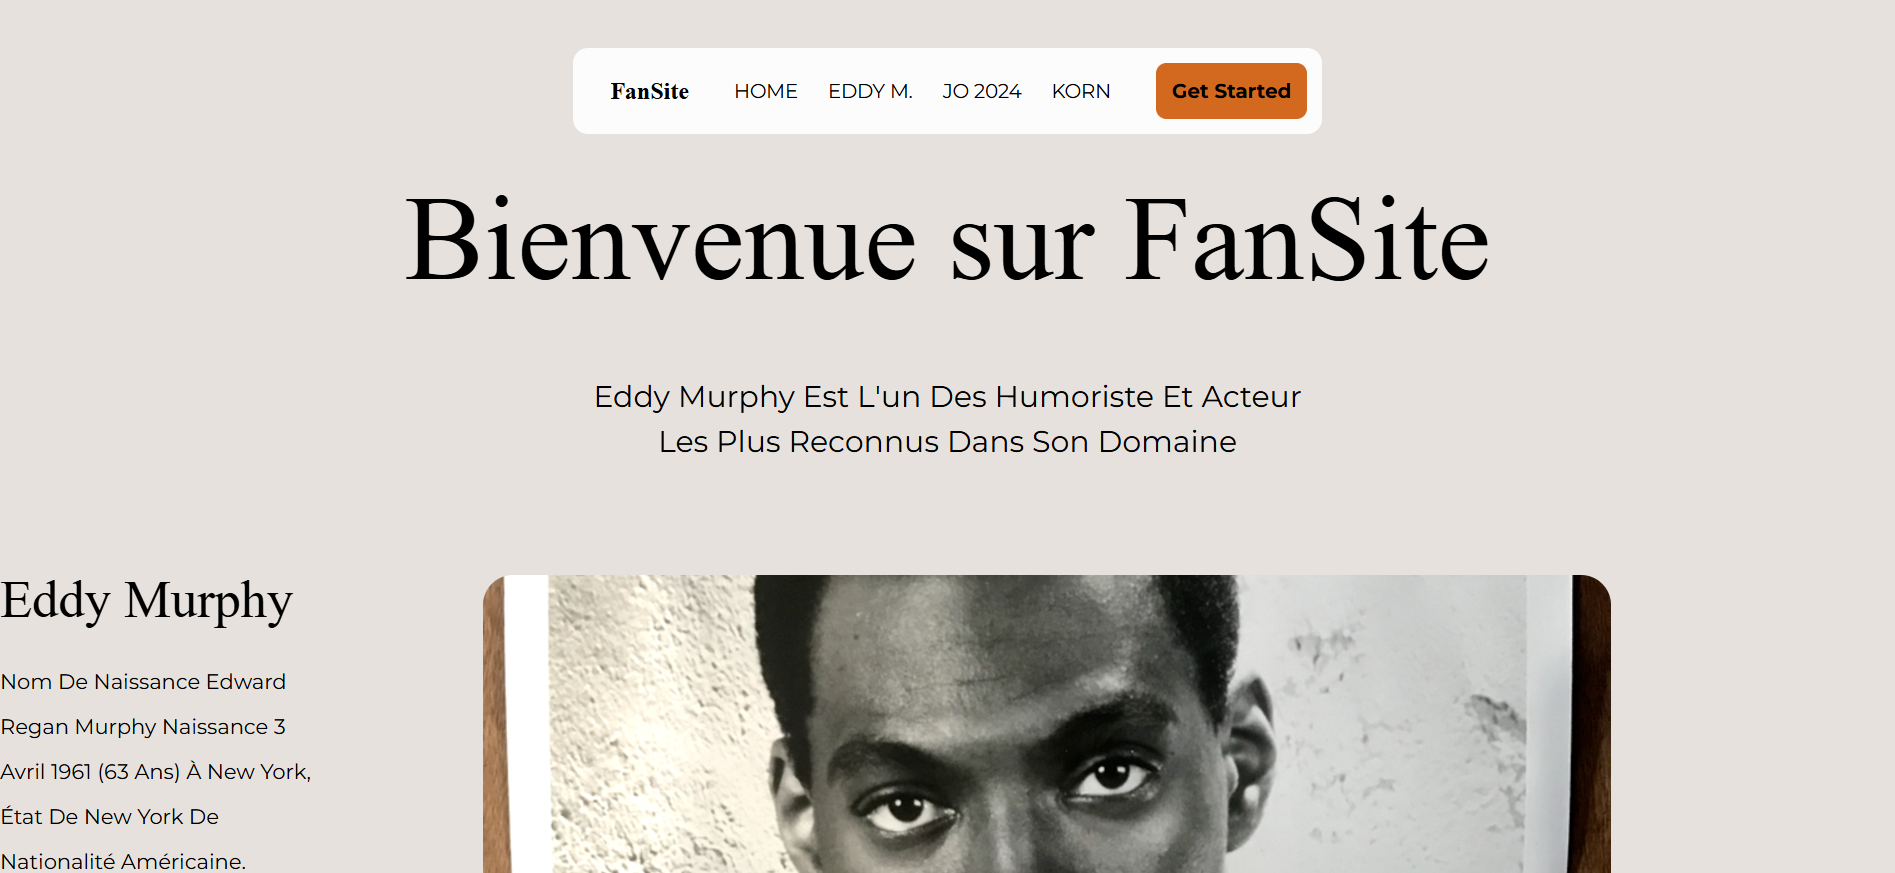 FanSite HOME EDDY M. JO 2024 KORN Get Started
Bienvenue sur FanSite
Eddy Murphy Est L'un Des Humoriste Et Acteur
Les Plus Reconnus Dans Son Domaine
Eddy Murphy
Nom De Naissance Edward
Regan Murphy Naissance 3
Avril 1961 (63 Ans) À New York,
État De New York De
Nationalité Américaine.